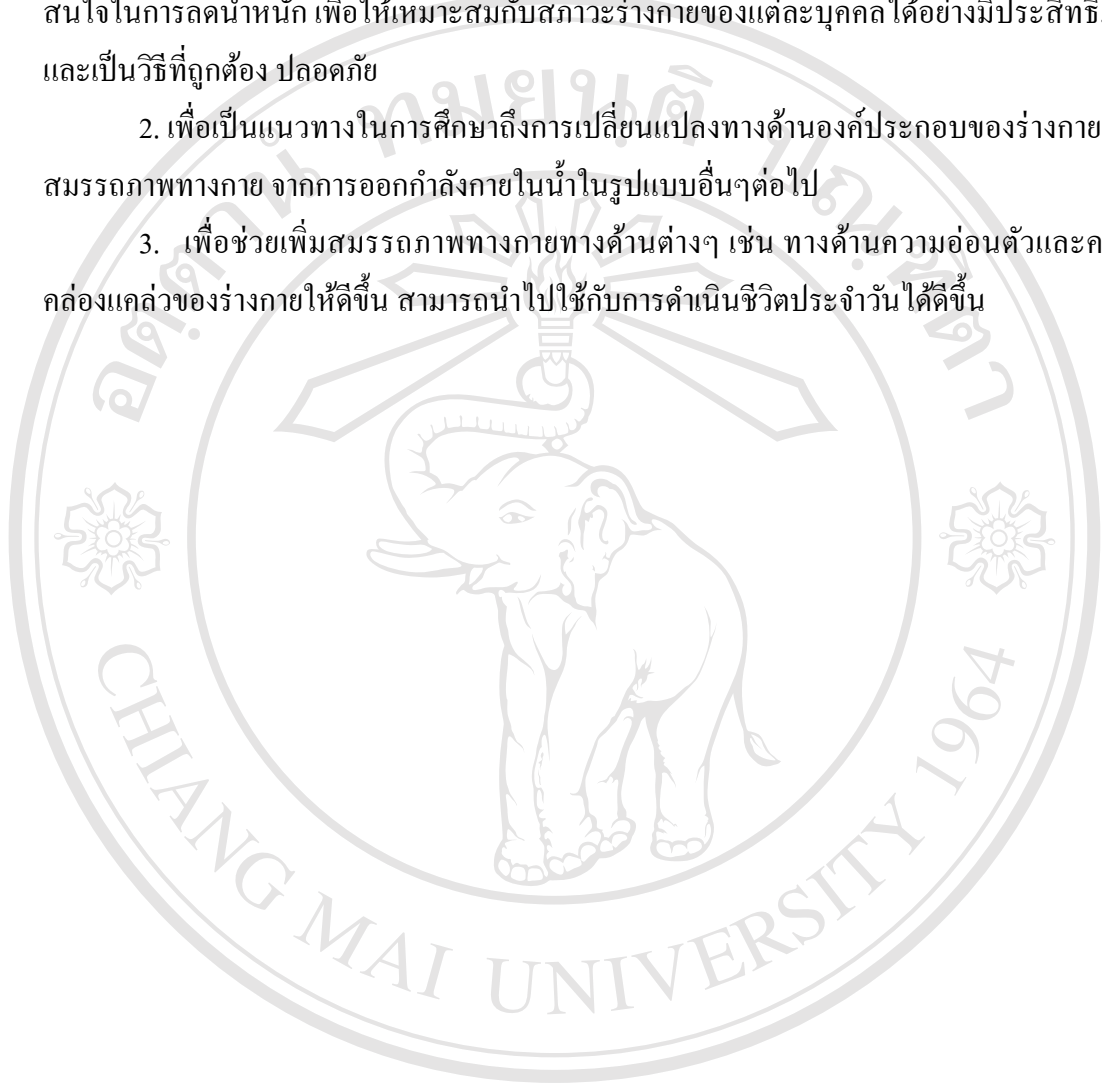 สนใจในการลดน้ำหนัก เพื่อให้เหมาะสมกับสภาวะร่างกายของแต่ละบุคคลได้อย่างมีประสิทธิ
และเป็นวิธีที่ถูกต้อง ปลอดภัย
2. เพื่อเป็นแนวทางในการศึกษาถึงการเปลี่ยนแปลงทางด้านองค์ประกอบของร่างกาย
สมรรถภาพทางกาย จากการออกกำลังกายในน้ำในรูปแบบอื่นๆต่อไป
3. เพื่อช่วยเพิ่มสมรรถภาพทางกายทางด้านต่างๆ เช่น ทางด้านความอ่อนตัวและค
คล่องแคล่วของร่างกายให้ดีขึ้น สามารถนำไปใช้กับการดำเนินชีวิตประจำวันได้ดีขึ้น
อตฺตานํ ทมยนฺติ ปณฺฑิตา
CHIANG MAI UNIVERSITY 1964